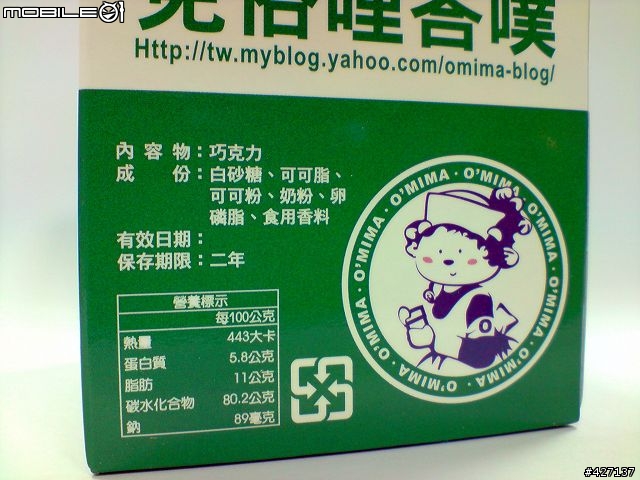 MOBILE01
Http://tw.myblog.yahoo.com/omima-blog/
內容物：巧克力
成　份：白砂糖、可可脂、
可可粉、奶粉、卵
磷脂、食用香料
有效日期：
保存期限：二年
營養標示
每100公克
熱量 443大卡
蛋白質 5.8公克
脂肪 11公克
碳水化合物 80.2公克
鈉 89毫克
O'MIMA · O'MIMA · O'MIMA · O'MIMA · O'MIMA · O'MIMA · O'MIMA · O'MIMA
#427137